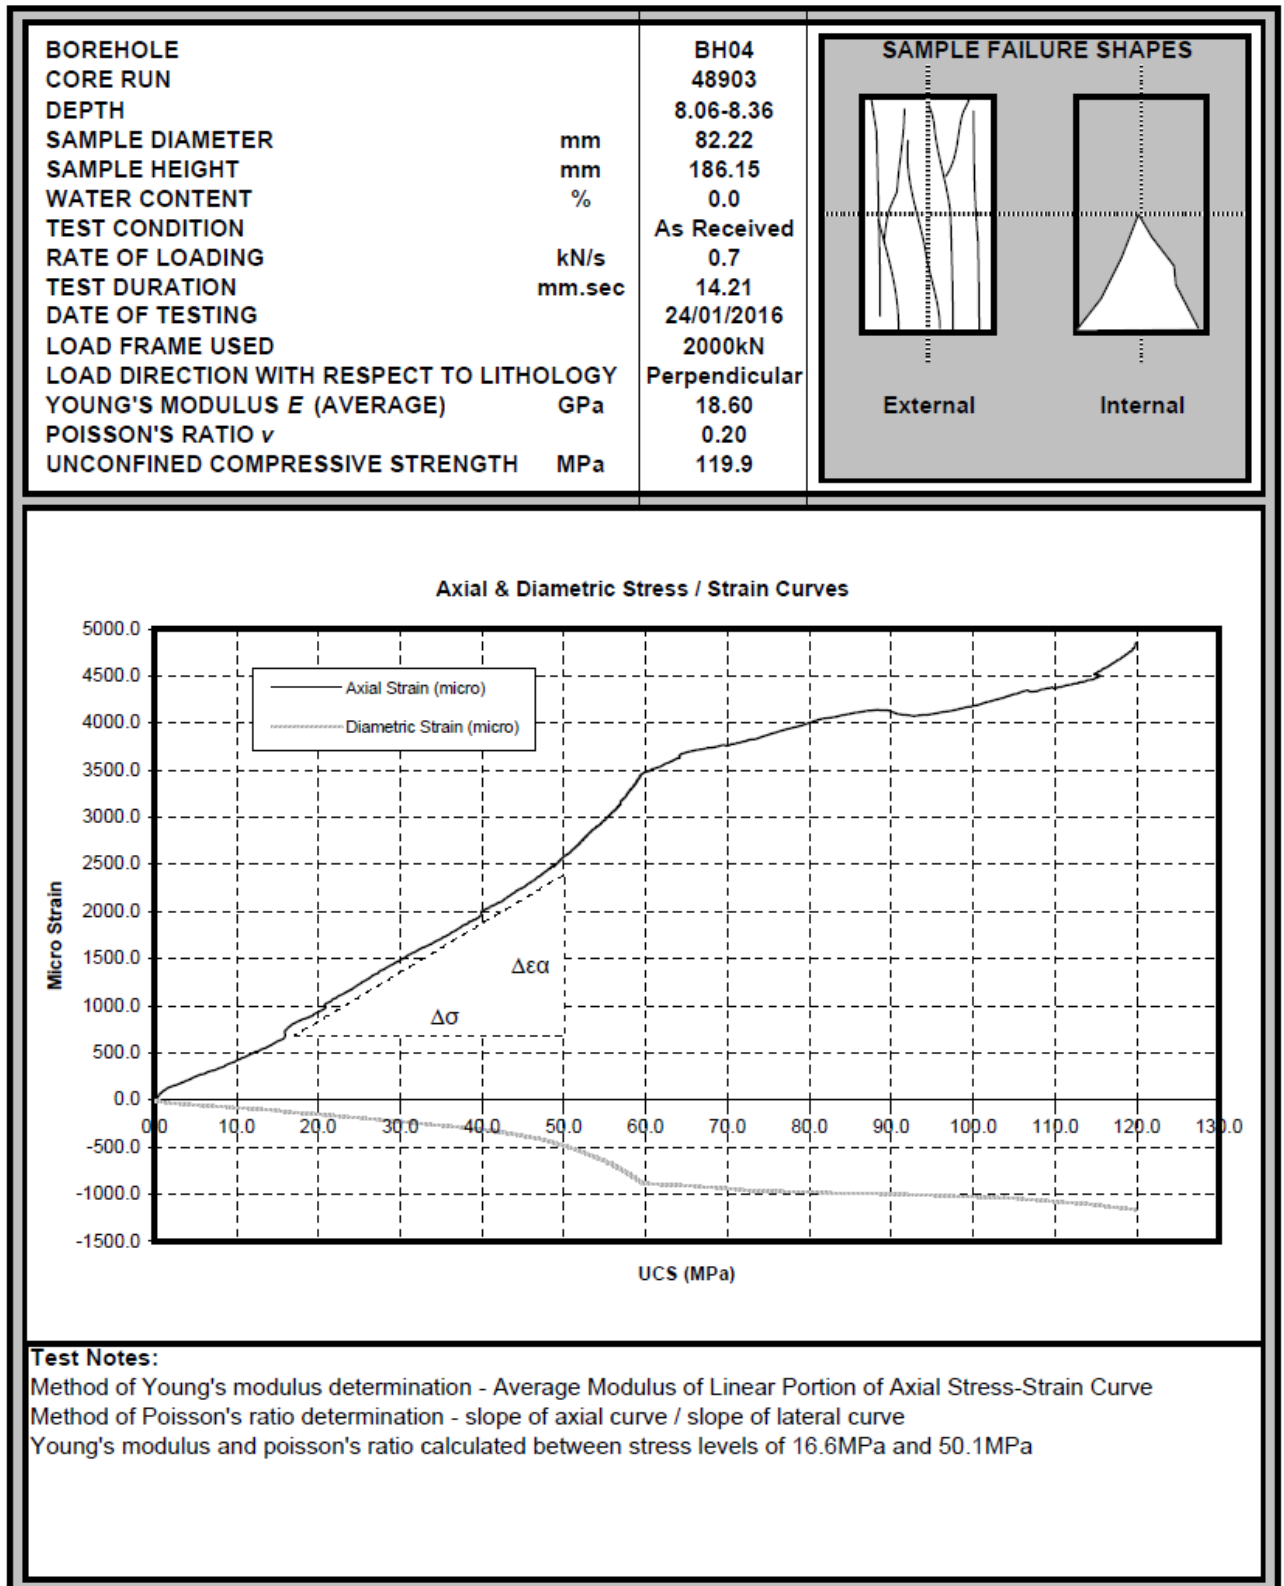 BOREHOLE BH04
CORE RUN 48903
DEPTH 8.06-8.36
SAMPLE DIAMETER mm 82.22
SAMPLE HEIGHT mm 186.15
WATER CONTENT % 0.0
TEST CONDITION As Received
RATE OF LOADING kN/s 0.7
TEST DURATION mm.sec 14.21
DATE OF TESTING 24/01/2016
LOAD FRAME USED 2000kN
LOAD DIRECTION WITH RESPECT TO LITHOLOGY Perpendicular
YOUNG'S MODULUS E (AVERAGE) GPa 18.60
POISSON'S RATIO v 0.20
UNCONFINED COMPRESSIVE STRENGTH MPa 119.9
SAMPLE FAILURE SHAPES
External Internal
Axial & Diametric Stress / Strain Curves
5000.0
4500.0
4000.0
3500.0
3000.0
2500.0
2000.0
1500.0
1000.0
500.0
0.0
-500.0
-1000.0
-1500.0
Micro Strain
Axial Strain (micro)
Diametric Strain (micro)
Δεα
Δσ
0.0 10.0 20.0 30.0 40.0 50.0 60.0 70.0 80.0 90.0 100.0 110.0 120.0 130.0
UCS (MPa)
Test Notes:
Method of Young's modulus determination - Average Modulus of Linear Portion of Axial Stress-Strain Curve
Method of Poisson's ratio determination - slope of axial curve / slope of lateral curve
Young's modulus and poisson's ratio calculated between stress levels of 16.6MPa and 50.1MPa